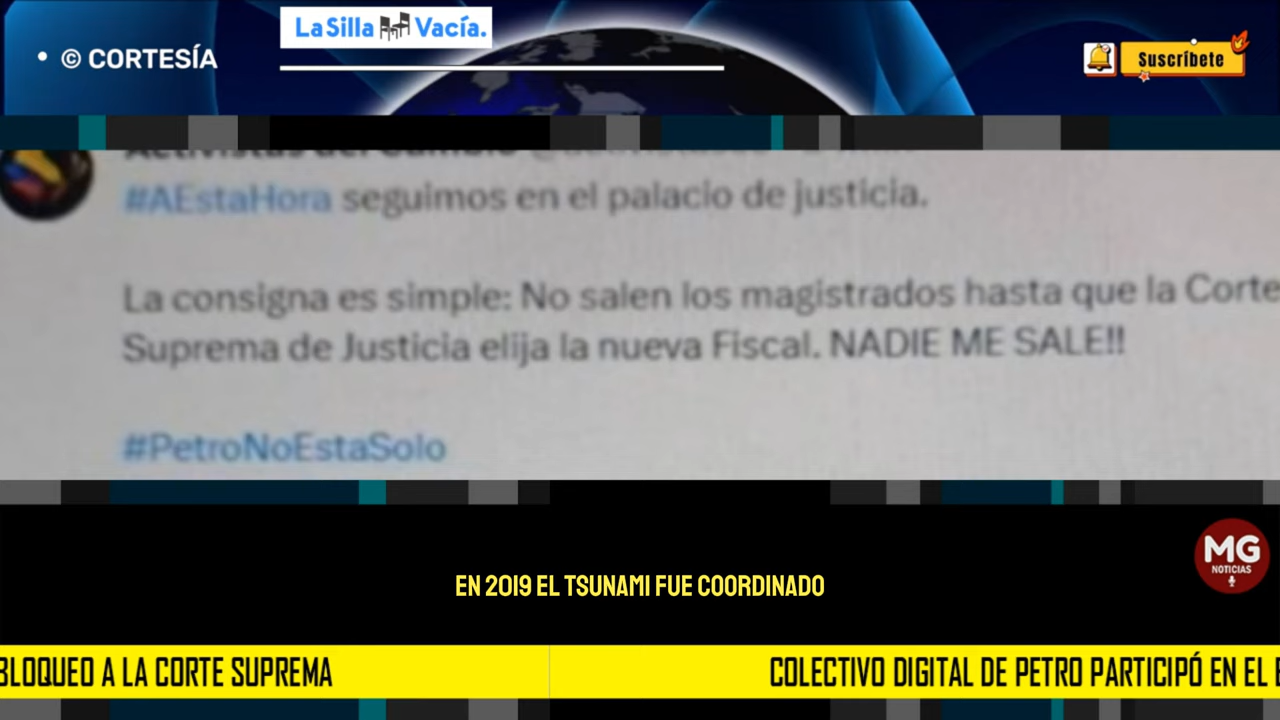 • © CORTESÍA
La Silla Vacía.
Suscríbete
#AEstaHora seguimos en el palacio de justicia.
La consigna es simple: No salen los magistrados hasta que la Corte
Suprema de Justicia elija la nueva Fiscal. NADIE ME SALE!!
#PetroNoEstaSolo
MG
NOTICIAS
EN 2019 EL TSUNAMI FUE COORDINADO
BLOQUEO A LA CORTE SUPREMA
COLECTIVO DIGITAL DE PETRO PARTICIPÓ EN EL